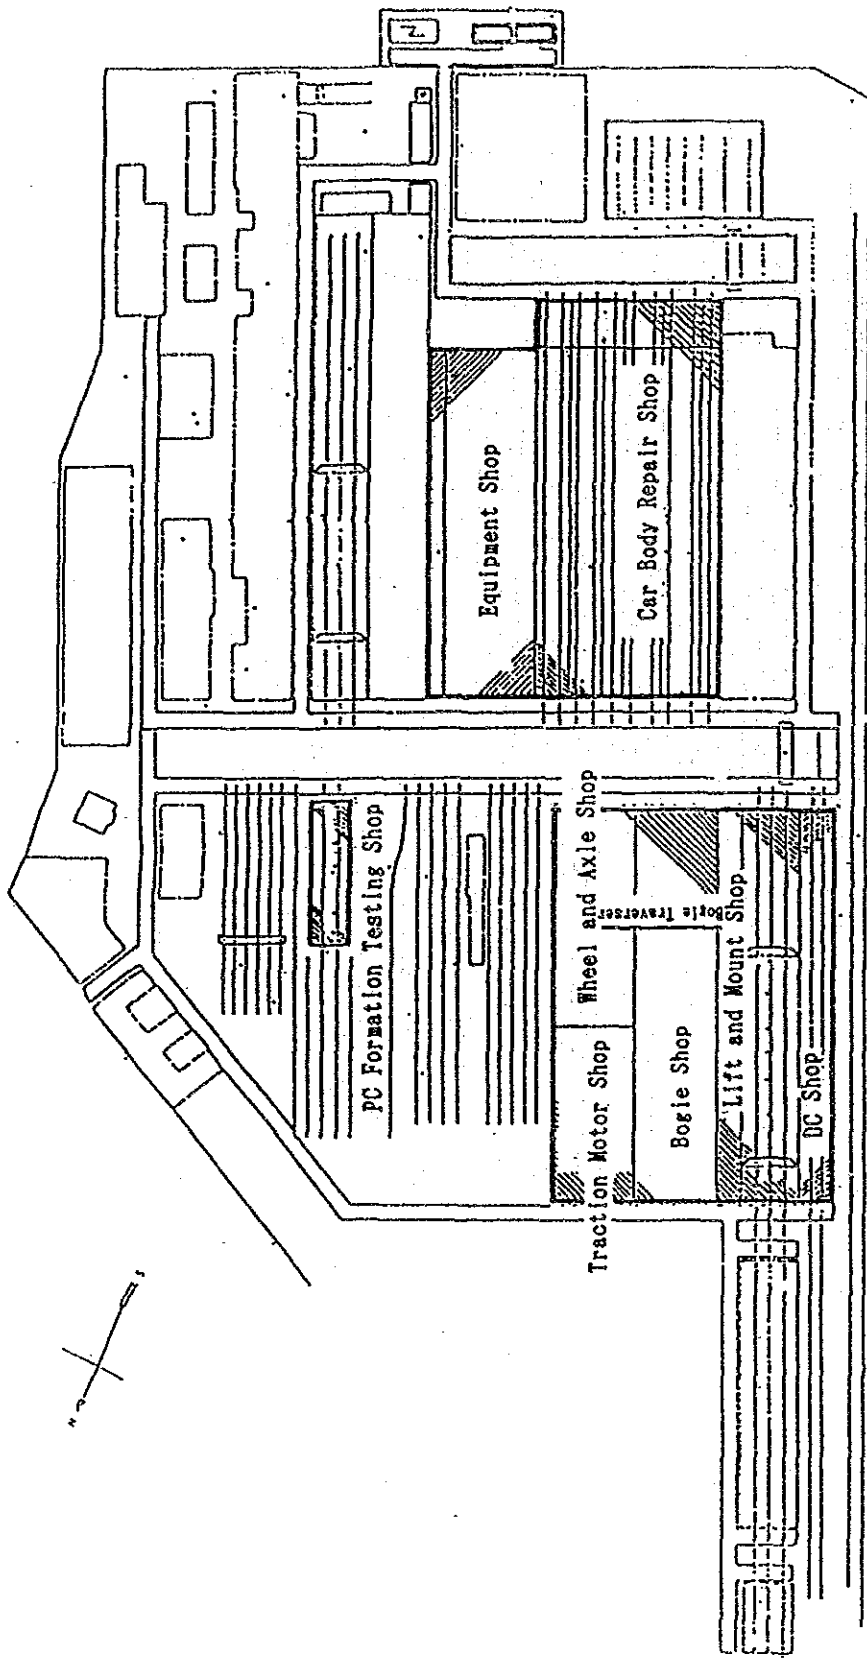 Equipment Shop
Car Body Repair Shop
PC Formation Testing Shop
Wheel and Axle Shop
Bogie Traverser
Lift and Mount Shop
Traction Motor Shop
Bogie Shop
DC Shop
N
S